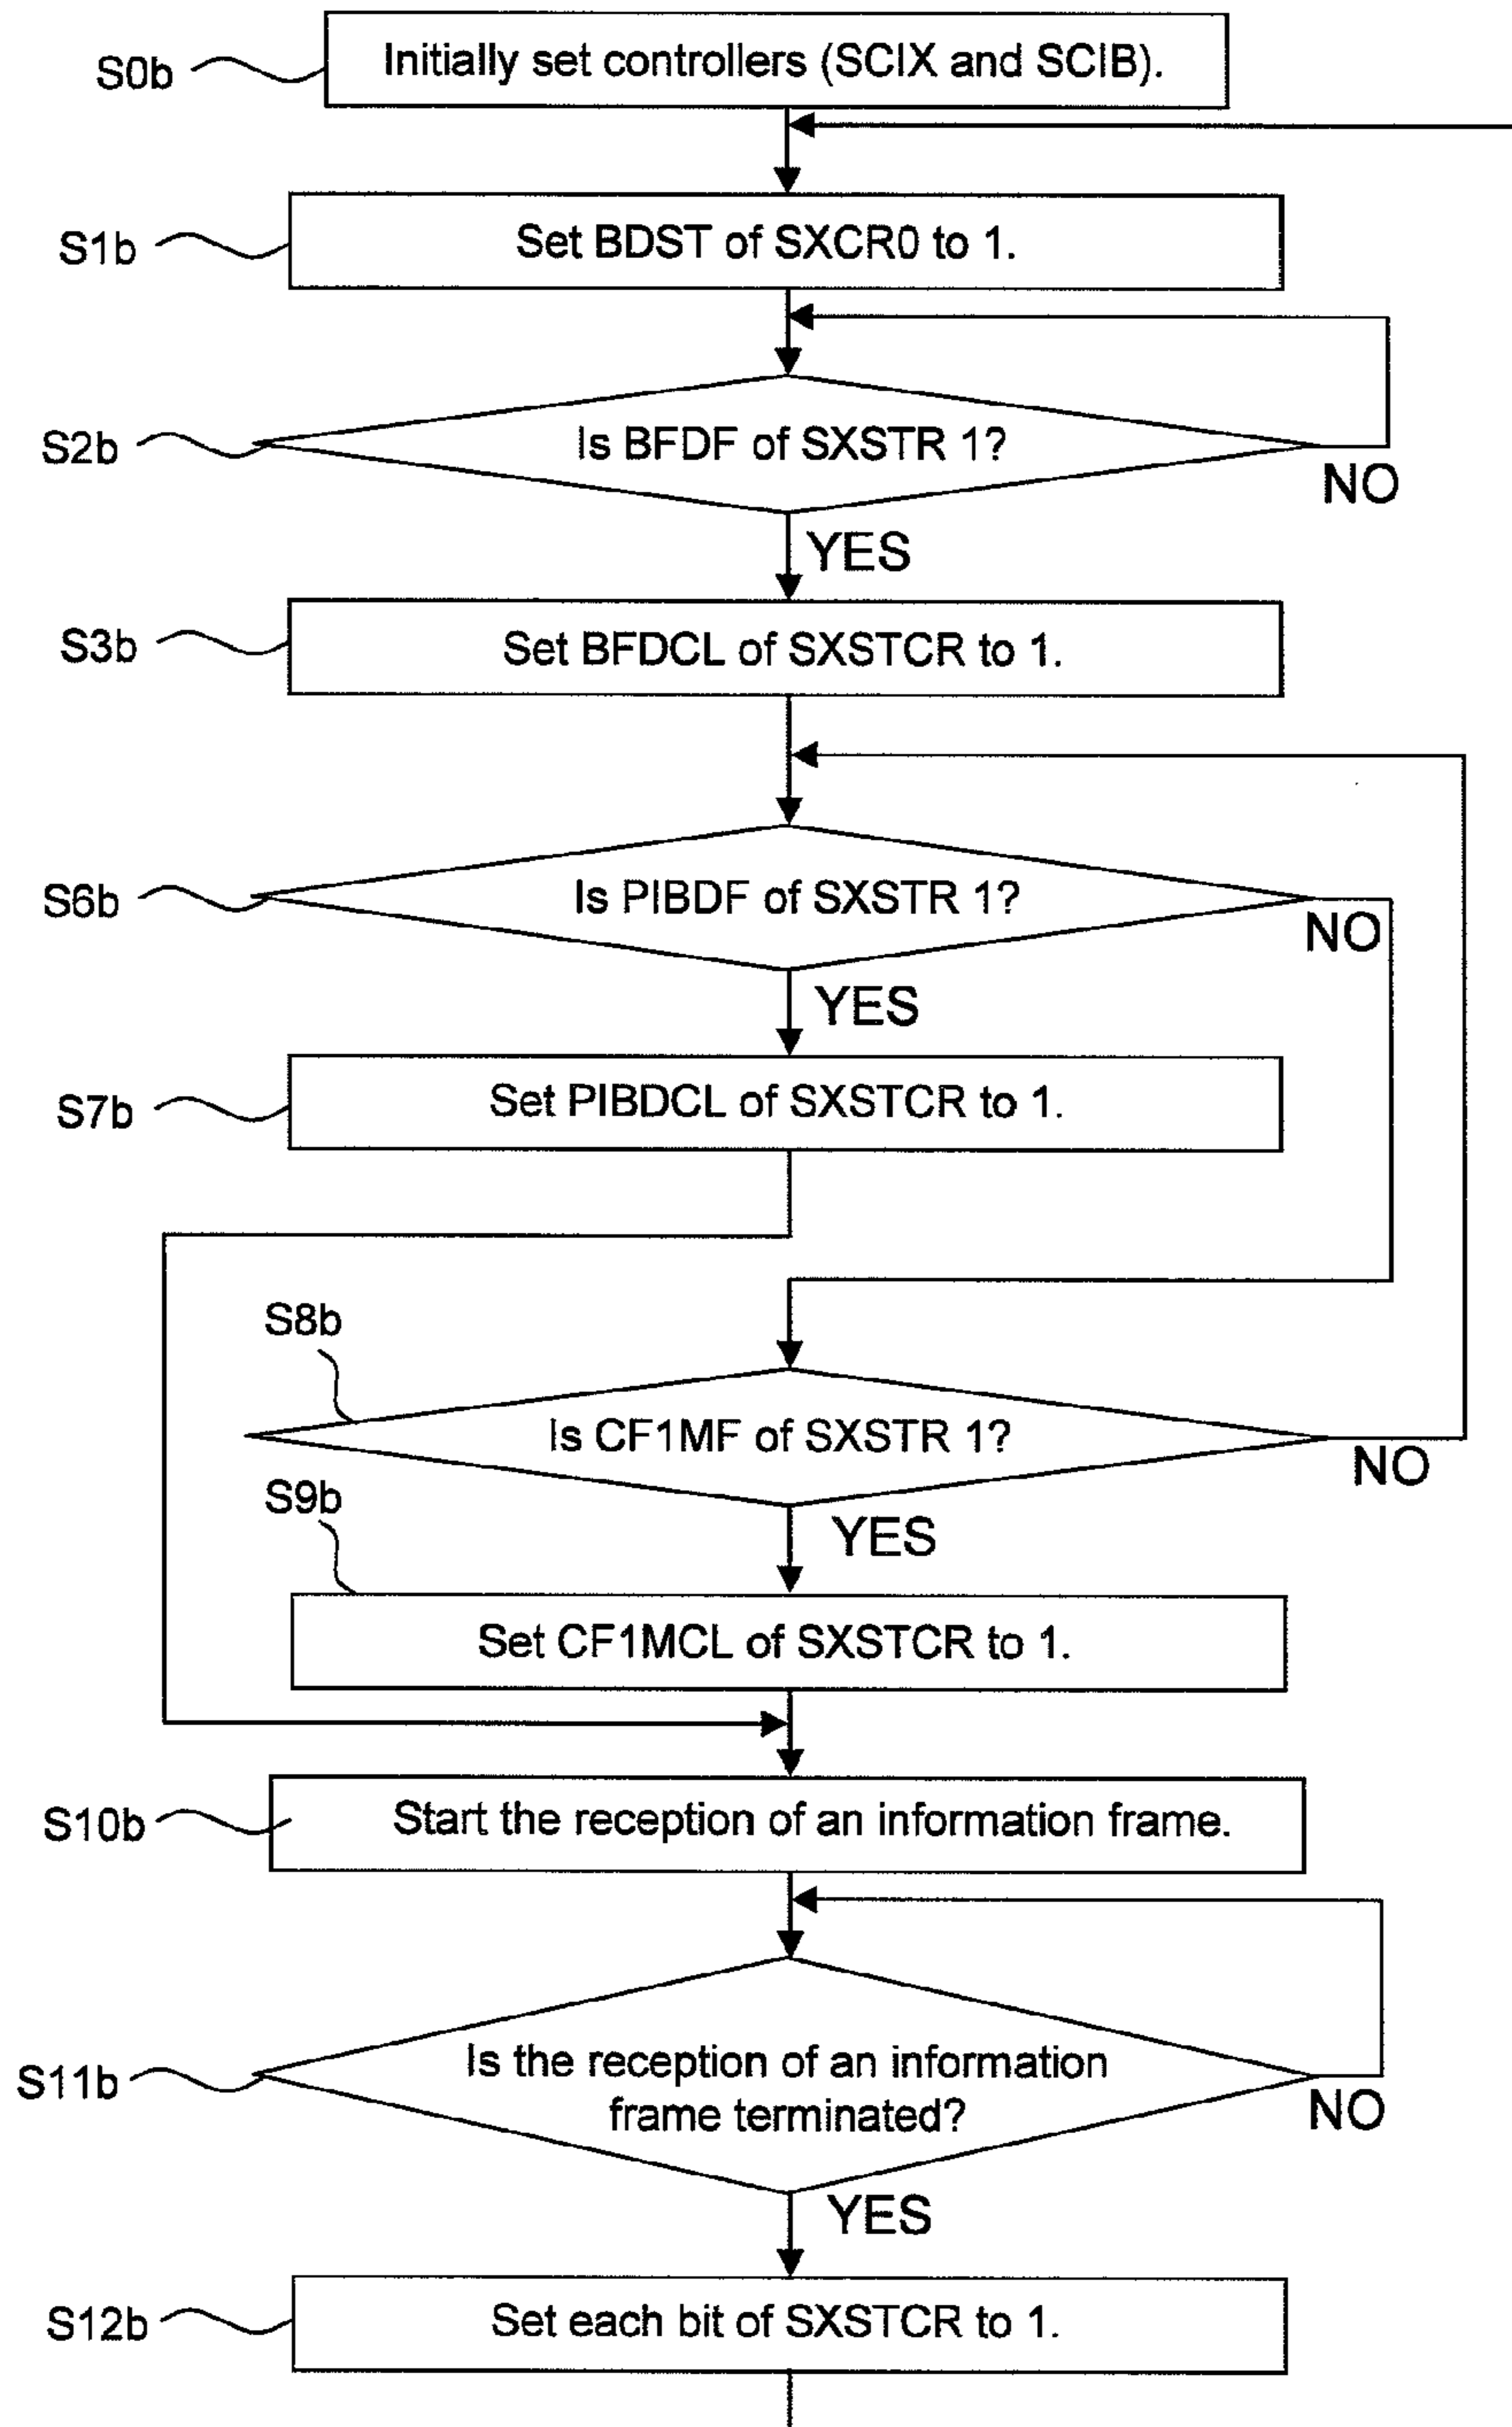 S0b
Initially set controllers (SCIX and SCIB).
S1b
Set BDST of SXCR0 to 1.
S2b
Is BFDF of SXSTR 1?
NO
YES
S3b
Set BFDCL of SXSTCR to 1.
S6b
Is PIBDF of SXSTR 1?
NO
YES
S7b
Set PIBDCL of SXSTCR to 1.
S8b
Is CF1MF of SXSTR 1?
NO
S9b
YES
Set CF1MCL of SXSTCR to 1.
S10b
Start the reception of an information frame.
S11b
Is the reception of an information
frame terminated?
NO
YES
S12b
Set each bit of SXSTCR to 1.